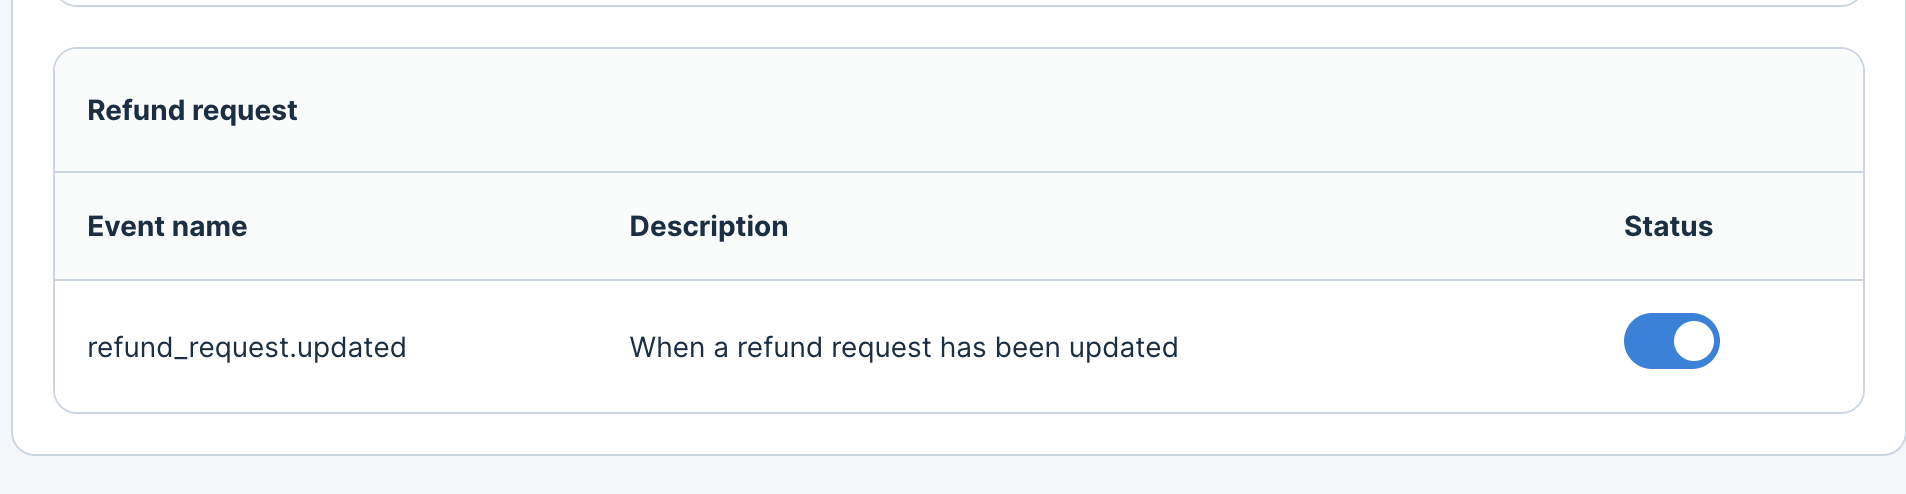 Refund request
Event name Description Status
refund_request.updated When a refund request has been updated